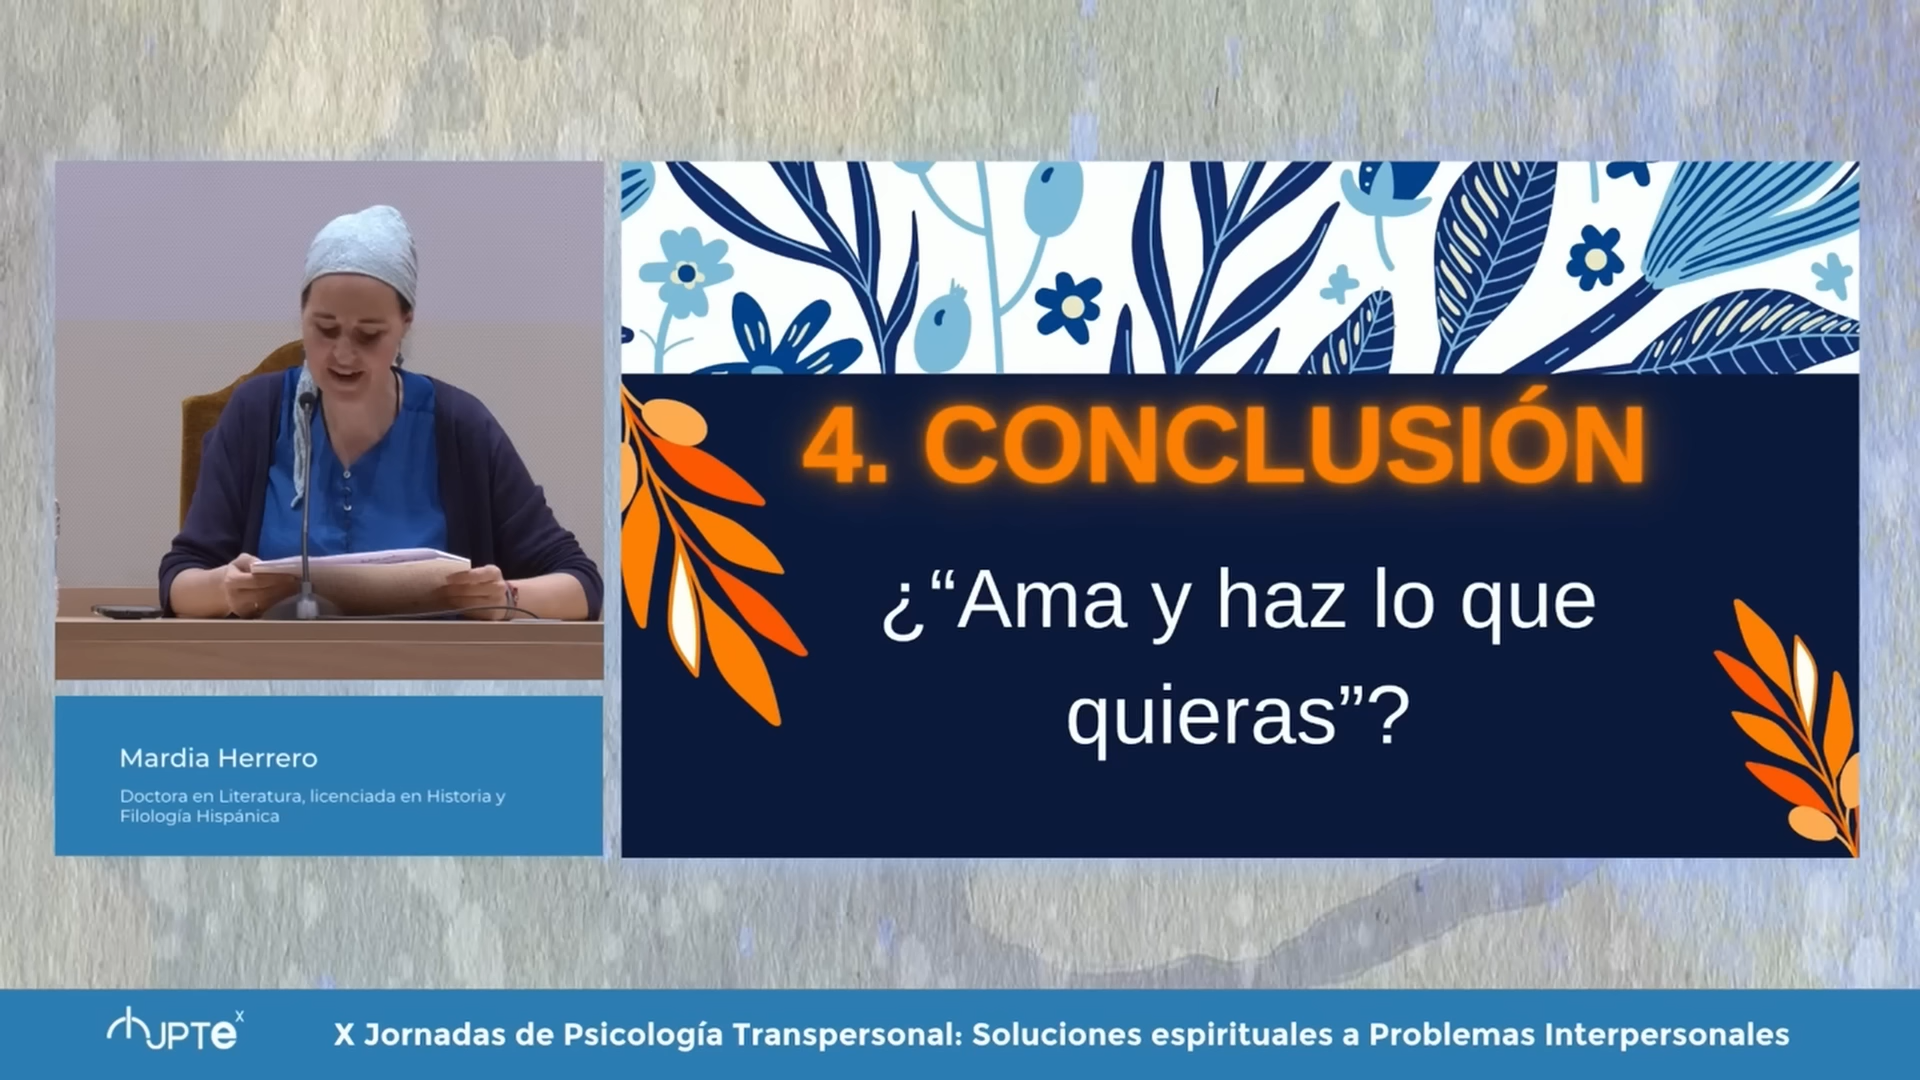 4. CONCLUSIÓN
¿“Ama y haz lo que
quieras”?
Mardia Herrero
Doctora en Literatura, licenciada en Historia y
Filología Hispánica
JPTe x
X Jornadas de Psicología Transpersonal: Soluciones espirituales a Problemas Interpersonales